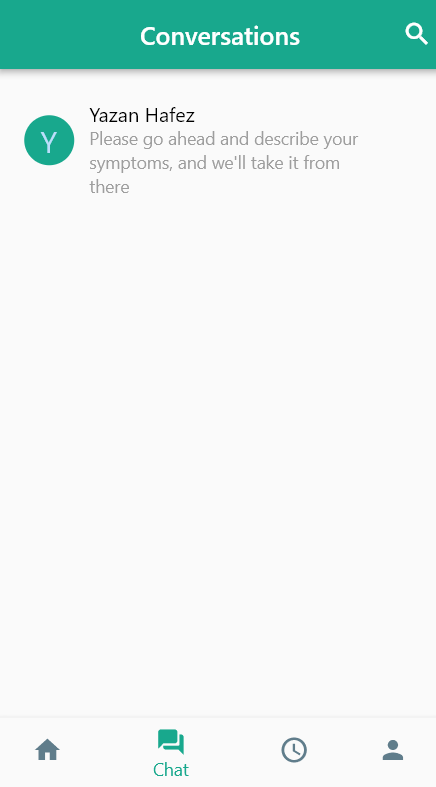 Conversations
Y
Yazan Hafez
Please go ahead and describe your
symptoms, and we'll take it from
there
Chat